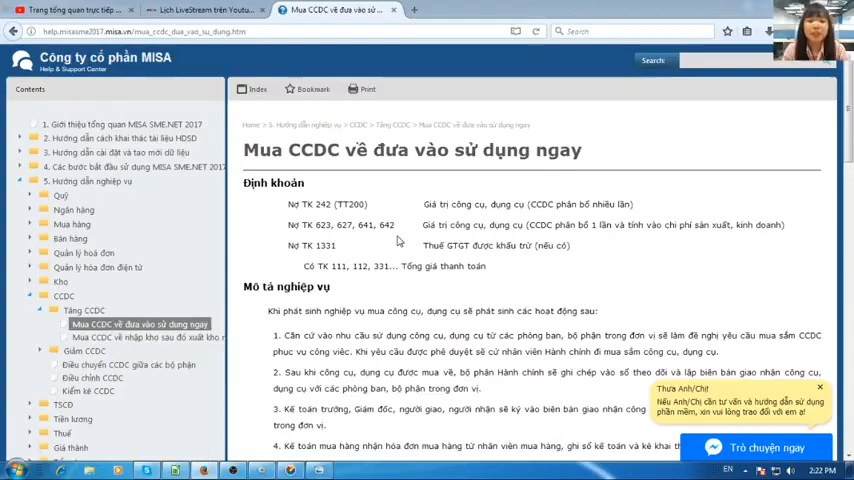 Trang tổng quan trực tiếp ...
Lịch LiveStream trên Youtu...
Mua CCDC về đưa vào sử ...
help.misasme2017.misa.vn/mua_ccdc_dua_vao_su_dung.htm
Search
Công ty cổ phần MISA
Help & Support Center
Search:
Contents
Index
Bookmark
Print
1. Giới thiệu tổng quan MISA SME.NET 2017
2. Hướng dẫn cách khai thác tài liệu HDSD
3. Hướng dẫn cài đặt và tạo mới dữ liệu
4. Các bước bắt đầu sử dụng MISA SME.NET 2017
5. Hướng dẫn nghiệp vụ
Quỹ
Ngân hàng
Mua hàng
Bán hàng
Quản lý hoá đơn
Quản lý hóa đơn điện tử
Kho
CCDC
Tăng CCDC
Mua CCDC về đưa vào sử dụng ngay
Mua CCDC về nhập kho sau đó xuất kho r
Giảm CCDC
Điều chuyển CCDC giữa các bộ phận
Điều chỉnh CCDC
Kiểm kê CCDC
TSCĐ
Tiền lương
Thuế
Giá thành
Home > 5. Hướng dẫn nghiệp vụ > CCDC > Tăng CCDC > Mua CCDC về đưa vào sử dụng ngay
Mua CCDC về đưa vào sử dụng ngay
Định khoản
Nợ TK 242 (TT200) Giá trị công cụ, dụng cụ (CCDC phân bổ nhiều lần)
Nợ TK 623, 627, 641, 642 Giá trị công cụ, dụng cụ (CCDC phân bổ 1 lần và tính vào chi phí sản xuất, kinh doanh)
Nợ TK 1331 Thuế GTGT được khấu trừ (nếu có)
Có TK 111, 112, 331... Tổng giá thanh toán
Mô tả nghiệp vụ
Khi phát sinh nghiệp vụ mua công cụ, dụng cụ sẽ phát sinh các hoạt động sau:
1. Căn cứ vào nhu cầu sử dụng công cụ, dụng cụ từ các phòng ban, bộ phận trong đơn vị sẽ làm đề nghị yêu cầu mua sắm CCDC
phục vụ công việc. Khi yêu cầu được phê duyệt sẽ cử nhân viên Hành chính đi mua sắm công cụ, dụng cụ.
2. Sau khi công cụ, dụng cụ được mua về, bộ phận Hành chính sẽ ghi chép vào sổ theo dõi và lập biên bản giao nhận công cụ,
dụng cụ với các phòng ban, bộ phận trong đơn vị.
3. Kế toán trưởng, Giám đốc, người giao, người nhận sẽ ký vào biên bản giao nhận công
trong đơn vị.
4. Kế toán mua hàng nhận hóa đơn mua hàng từ nhân viên mua hàng, ghi sổ kế toán và kê khai th
Thưa Anh/Chị!
Nếu Anh/Chị cần tư vấn và hướng dẫn sử dụng
phần mềm, xin vui lòng trao đổi với em ạ!
Trò chuyện ngay
EN
2:22 PM